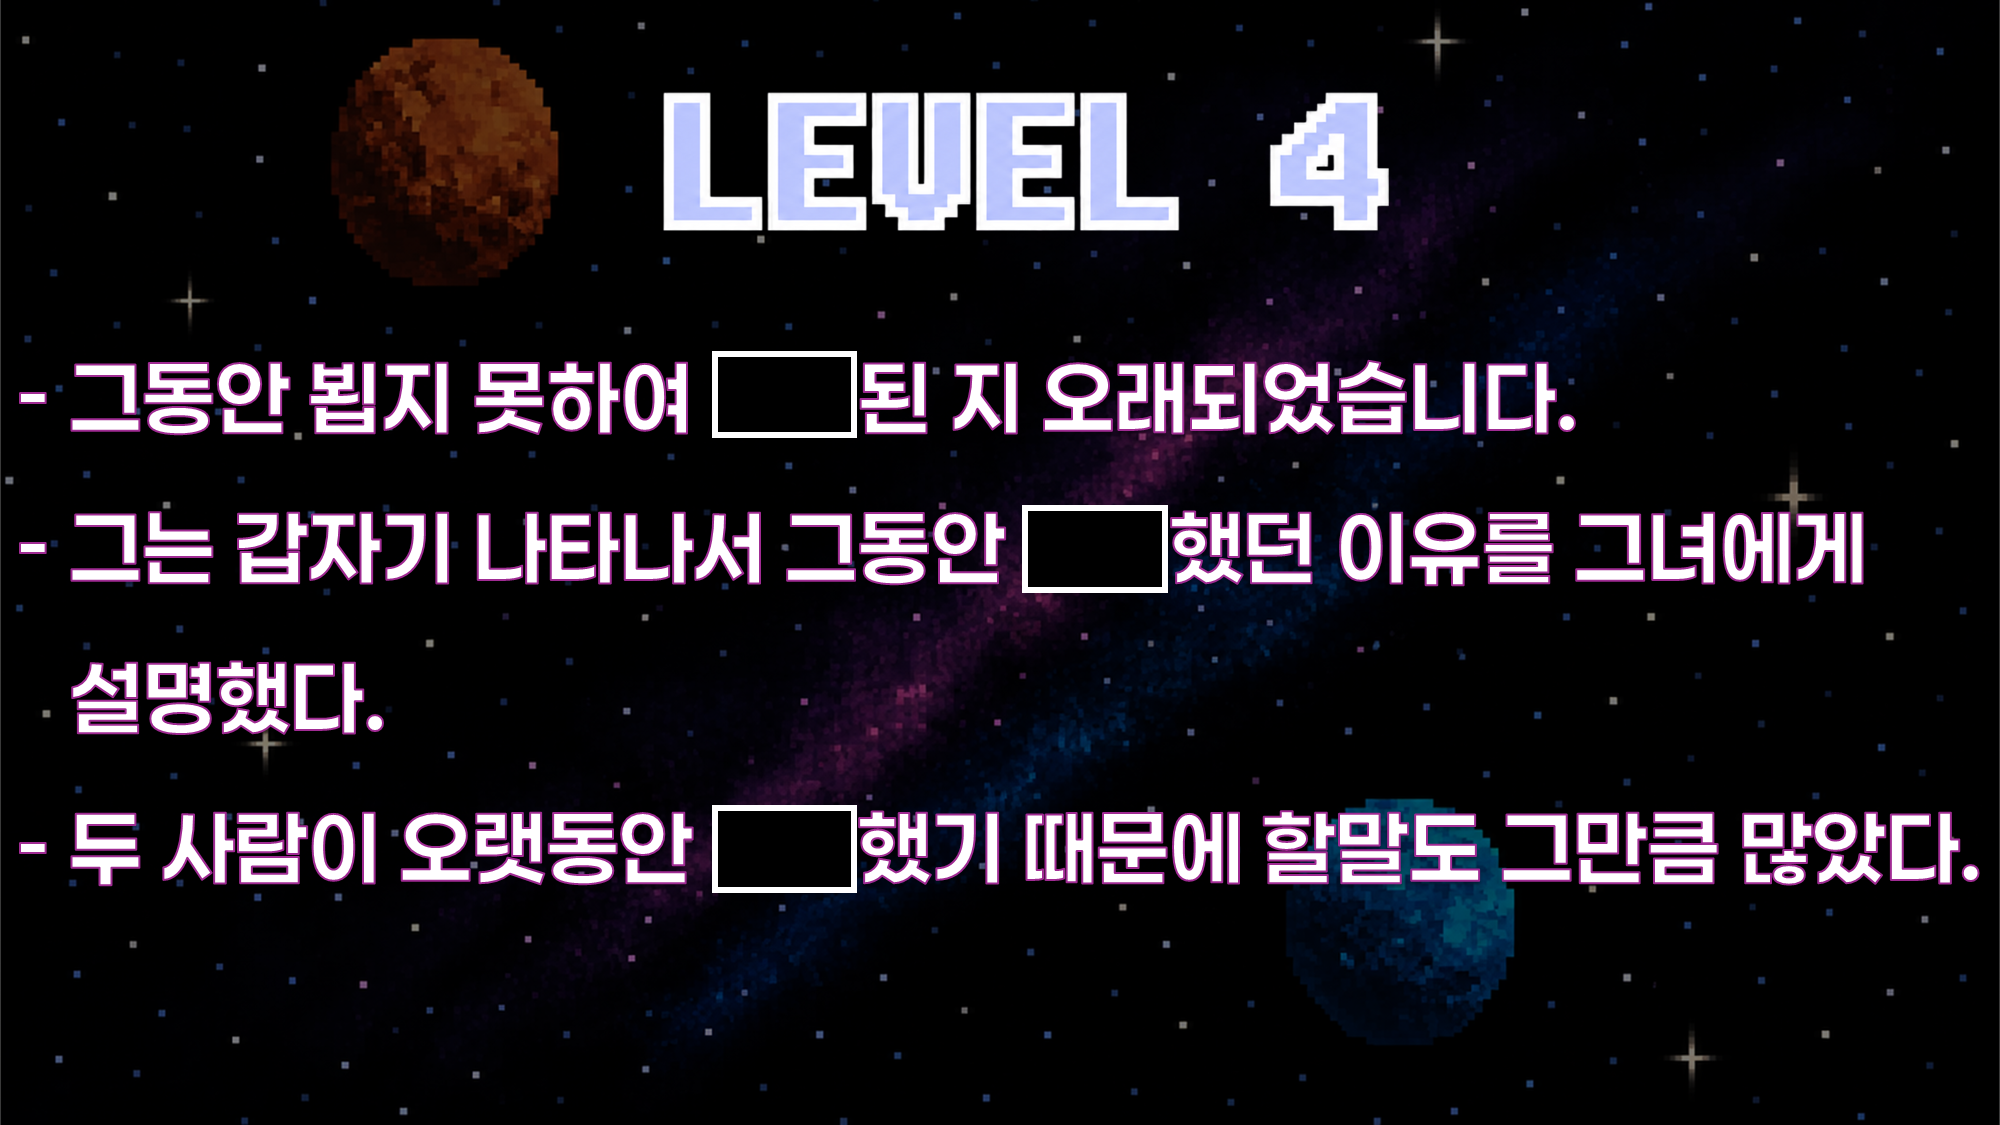 LEVEL 4
- 그동안 뵙지 못하여 된 지 오래되었습니다.
- 그는 갑자기 나타나서 그동안 했던 이유를 그녀에게
설명했다.
- 두 사람이 오랫동안 했기 때문에 할말도 그만큼 많았다.